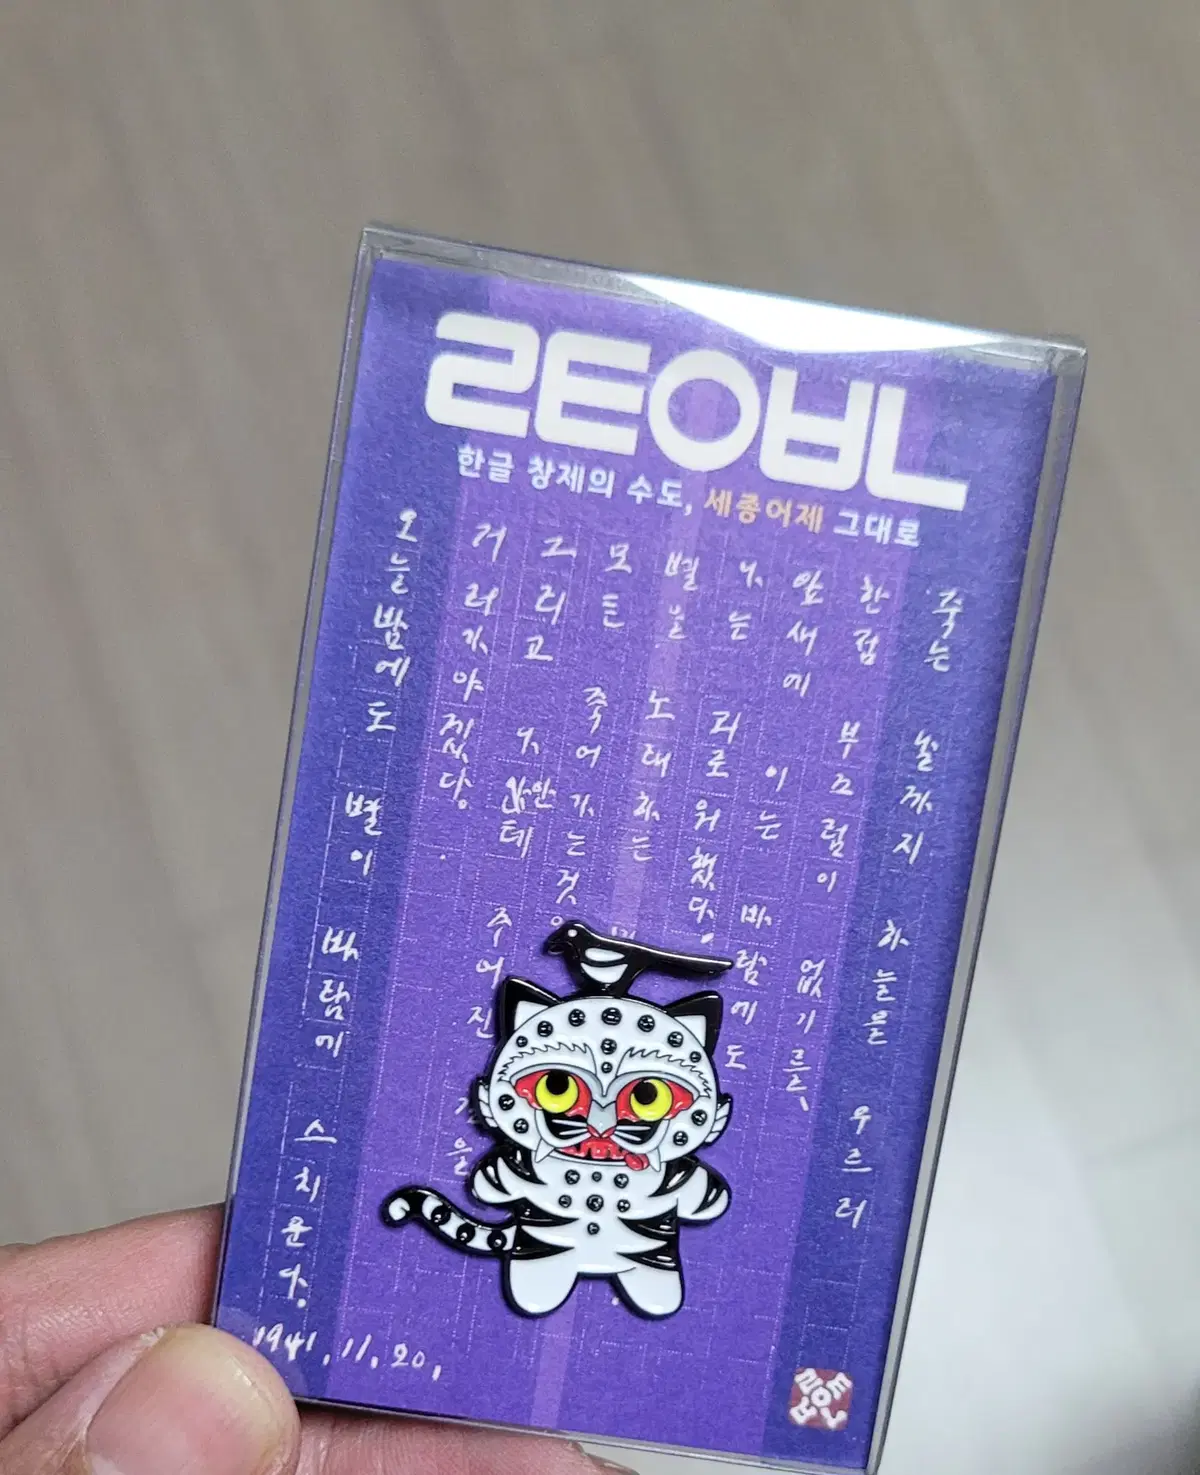 ㄹEOㅂL
한글 창제의 수도, 세종어제 그대로
죽는 날까지 하늘을 우르러
한점 부끄럼이 없기를、
잎새에 이는 바람에도
나는 괴로워했다.
별을 노래하는
모든 죽어가는것
그리고 나안테 주어진 길을
거러가야겠다.
오늘밤에도 별이 바람에 스치운다.
1941.11.20.